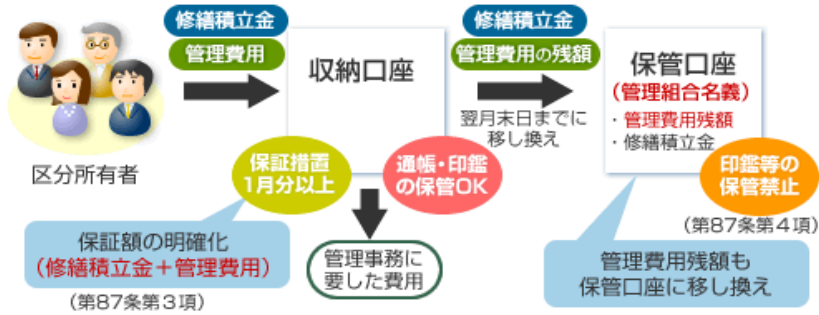 修繕積立金
管理費用
区分所有者
収納口座
保証措置
1月分以上
通帳・印鑑
の保管OK
保証額の明確化
(修繕積立金＋管理費用)
(第87条第3項)
管理事務に
要した費用
修繕積立金
管理費用の残額
翌月末日までに
移し換え
保管口座
(管理組合名義)
・管理費用残額
・修繕積立金
印鑑等の
保管禁止
(第87条第4項)
管理費用残額も
保管口座に移し換え